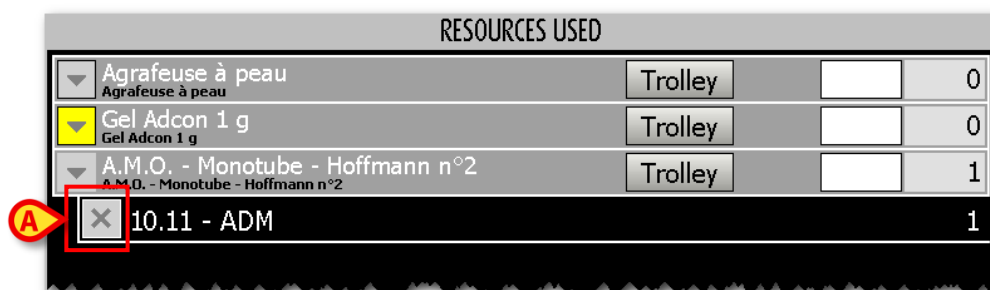 RESOURCES USED
Agrafeuse à peau Trolley 0
Agrafeuse à peau
Gel Adcon 1 g Trolley 0
Gel Adcon 1 g
A.M.O. - Monotube - Hoffmann n°2 Trolley 1
A.M.O. - Monotube - Hoffmann n°2
A 10.11 - ADM 1